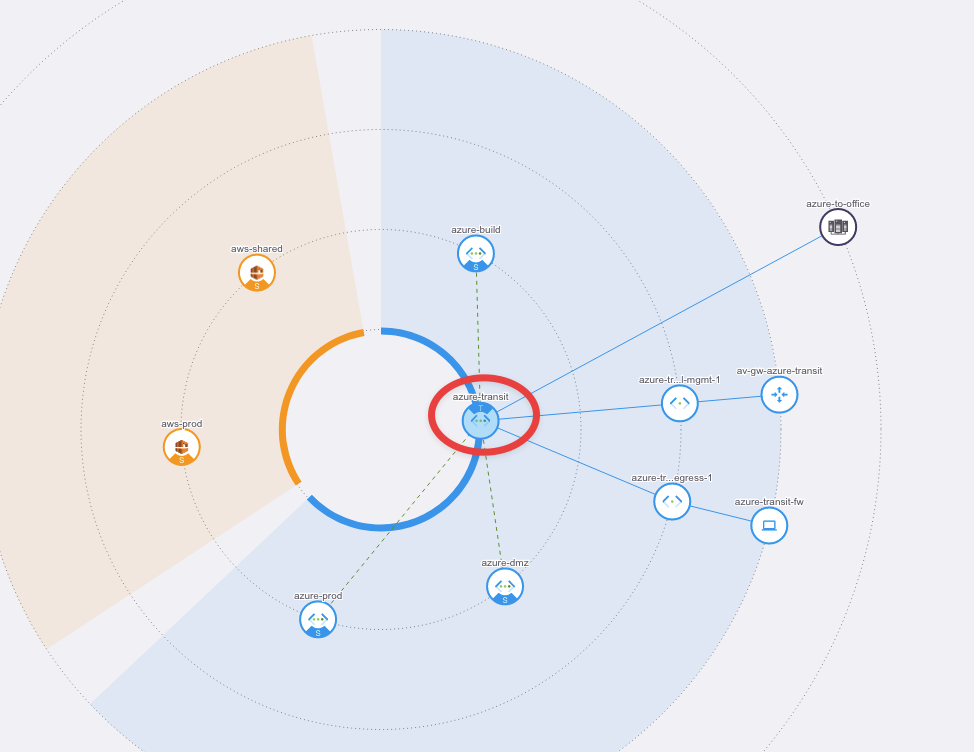 azure-to-office
azure-build
S
aws-shared
S
azure-tr...l-mgmt-1
av-gw-azure-transit
azure-transit
T
aws-prod
S
azure-tr...egress-1
azure-transit-fw
azure-dmz
S
azure-prod
S